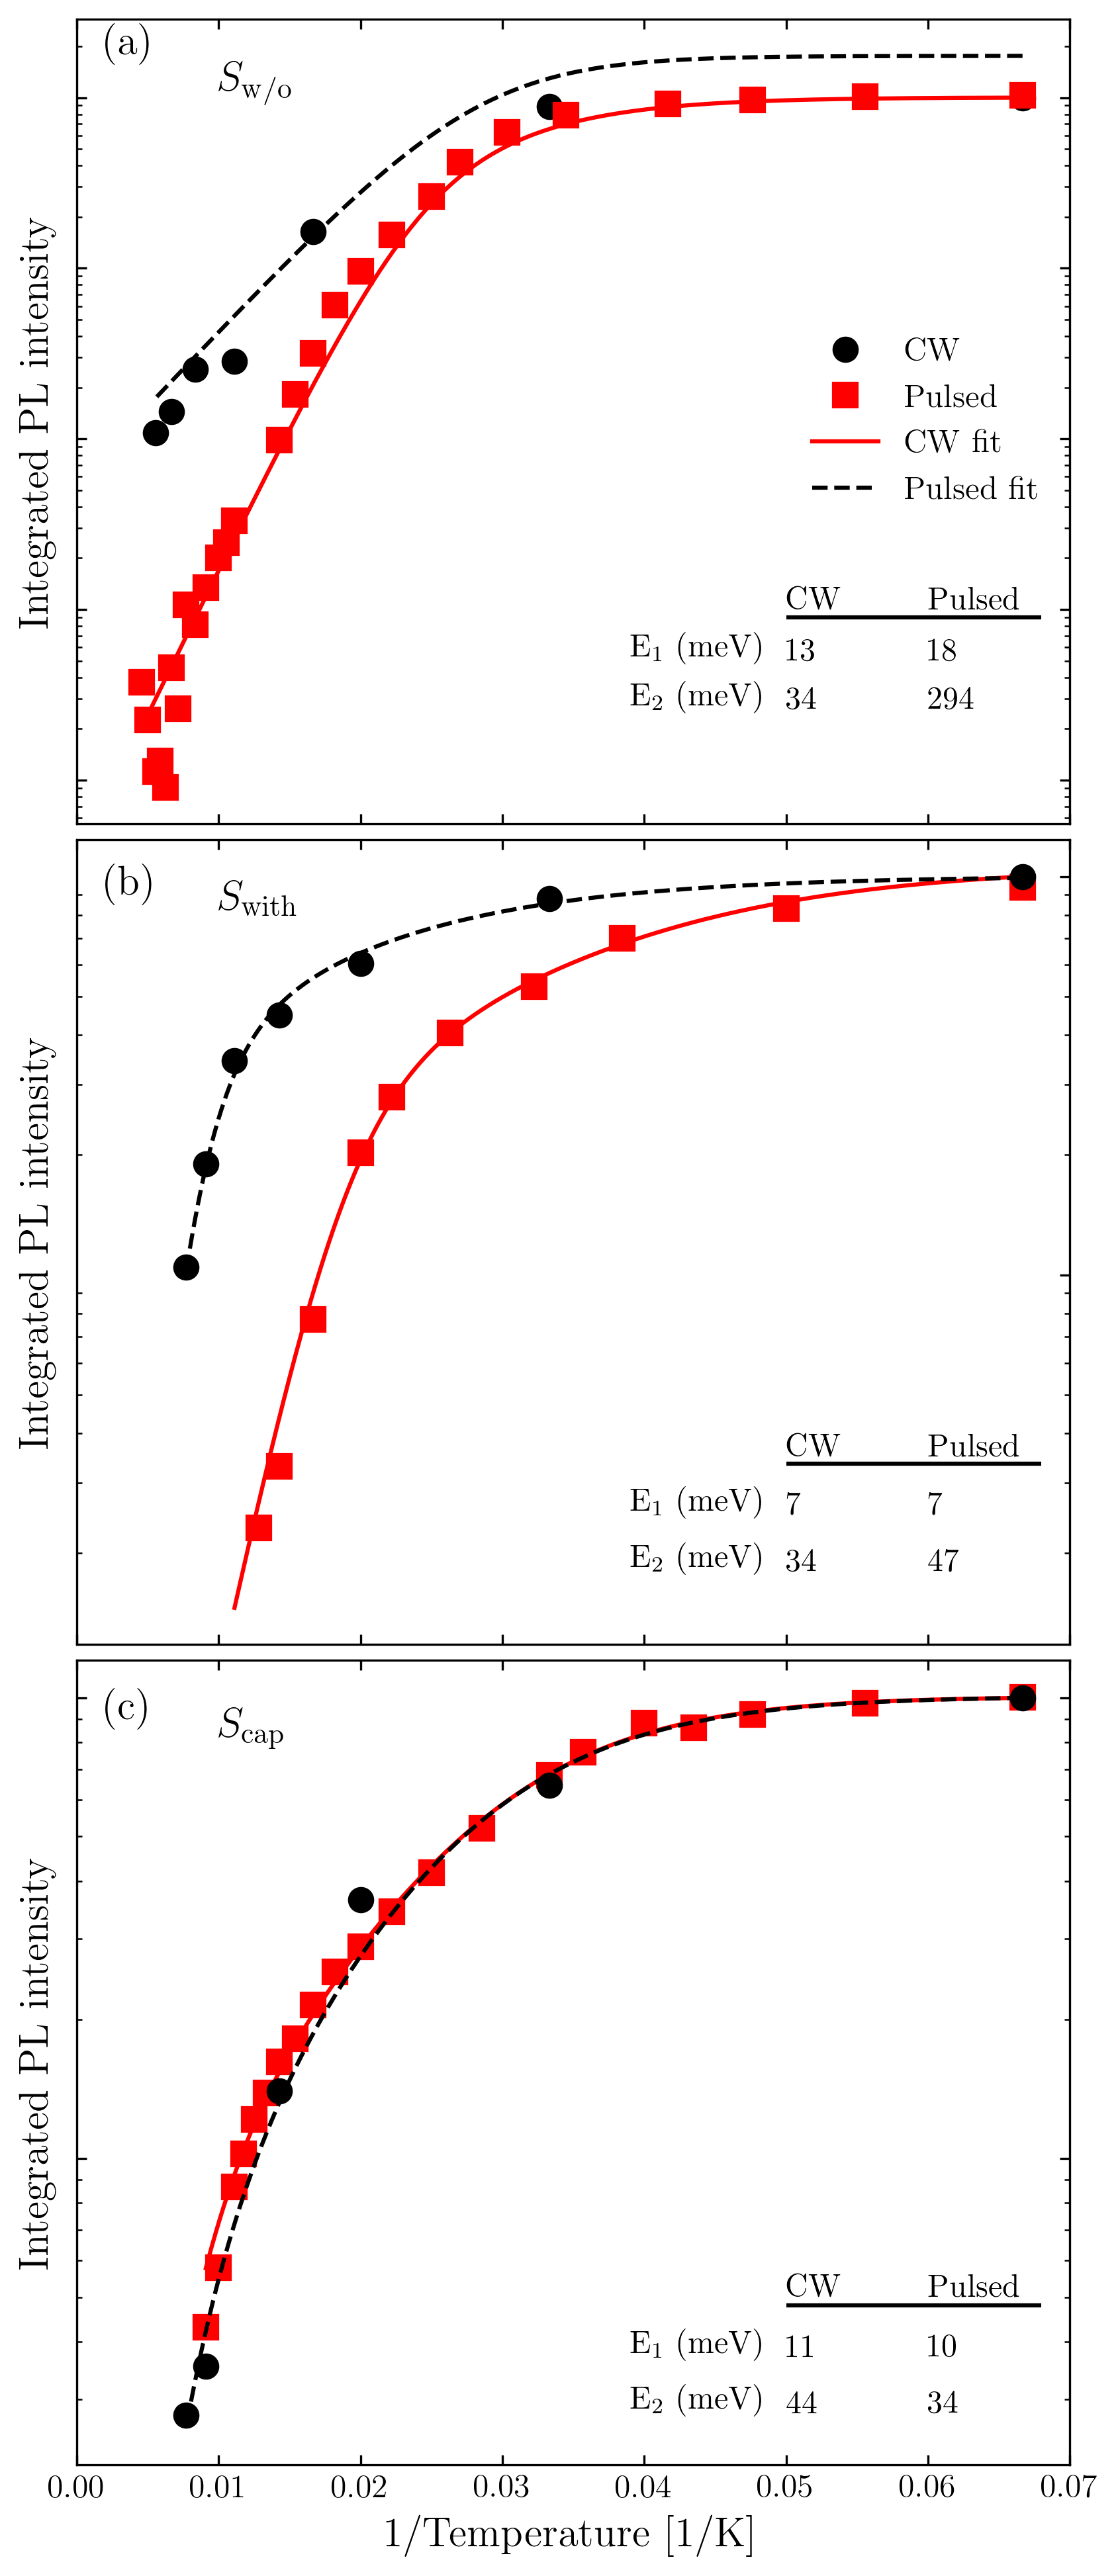 (a)
S_w/o
Integrated PL intensity
CW
Pulsed
CW fit
Pulsed fit
CW Pulsed
E₁ (meV) 13 18
E₂ (meV) 34 294
(b)
S_with
Integrated PL intensity
CW Pulsed
E₁ (meV) 7 7
E₂ (meV) 34 47
(c)
S_cap
Integrated PL intensity
CW Pulsed
E₁ (meV) 11 10
E₂ (meV) 44 34
0.00 0.01 0.02 0.03 0.04 0.05 0.06 0.07
1/Temperature [1/K]